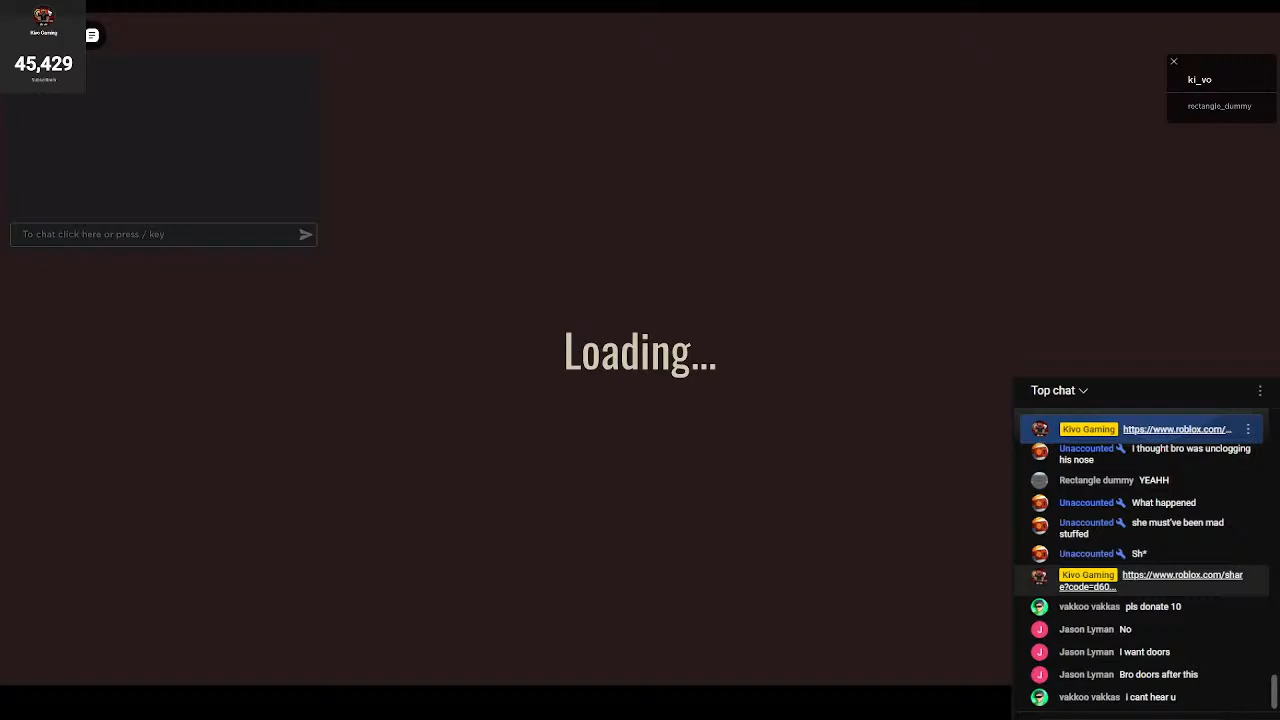 Kivo Gaming
45,429
Subscribers
To chat click here or press / key
ki_vo
rectangle_dummy
Loading...
Top chat
Kivo Gaming https://www.roblox.com/...
Unaccounted I thought bro was unclogging
his nose
Rectangle dummy YEAHH
Unaccounted What happened
Unaccounted she must've been mad
stuffed
Unaccounted Sh*
Kivo Gaming https://www.roblox.com/shar
e?code=d60...
vakkoo vakkas pls donate 10
Jason Lyman No
Jason Lyman I want doors
Jason Lyman Bro doors after this
vakkoo vakkas i cant hear u